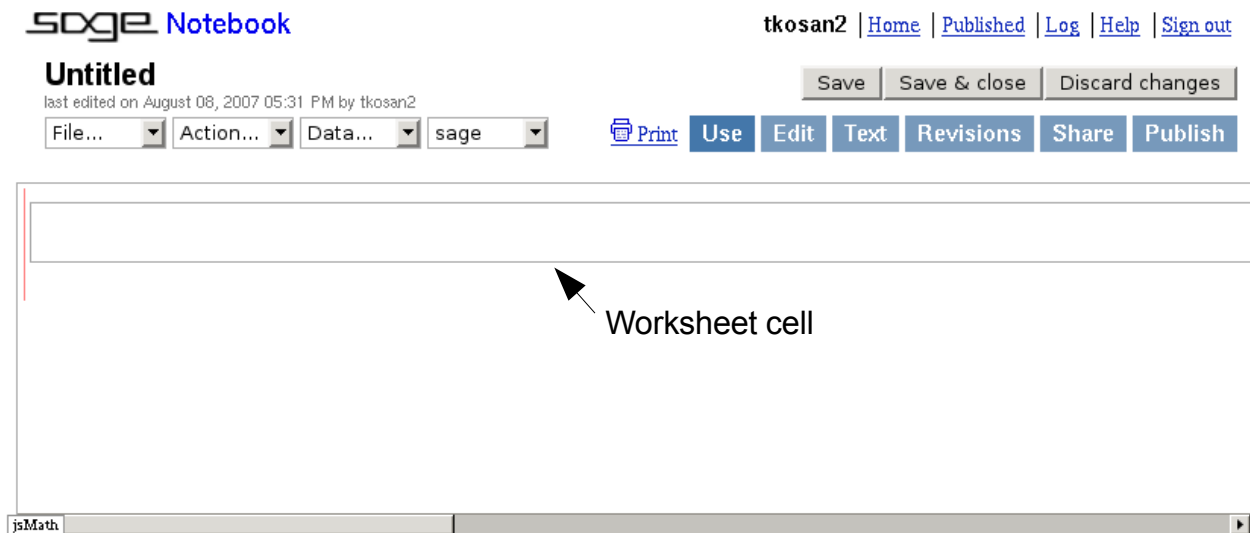 sage Notebook
tkosan2 | Home | Published | Log | Help | Sign out
Untitled
Save Save & close Discard changes
last edited on August 08, 2007 05:31 PM by tkosan2
File... Action... Data... sage Print Use Edit Text Revisions Share Publish
Worksheet cell
jsMath